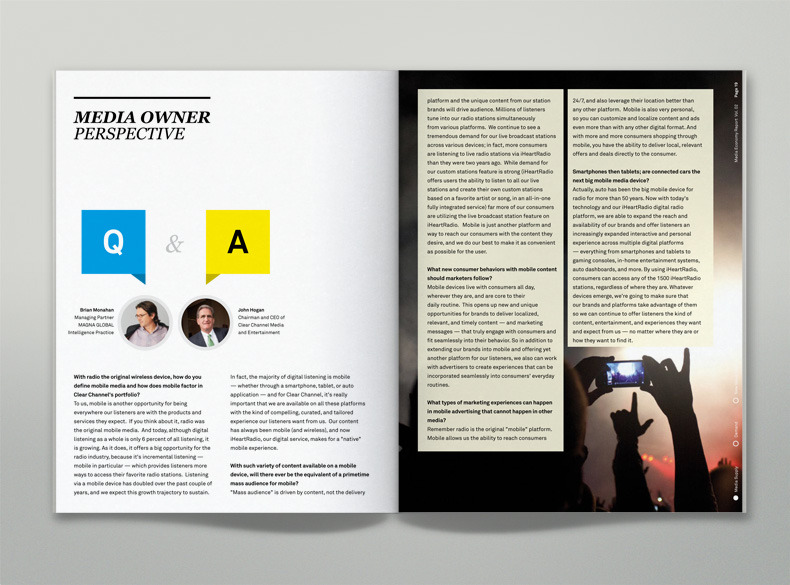 MEDIA OWNER
PERSPECTIVE
Q
&
A
Brian Monahan
Managing Partner
MAGNA GLOBAL
Intelligence Practice
John Hogan
Chairman and CEO of
Clear Channel Media
and Entertainment
With radio the original wireless device, how do you
define mobile media and how does mobile factor in
Clear Channel's portfolio?
To us, mobile is another opportunity for being
everywhere our listeners are with the products and
services they expect. If you think about it, radio was
the original mobile media. And today, although digital
listening as a whole is only 6 percent of all listening, it
is growing. As it does, it offers a big opportunity for the
radio industry, because it's incremental listening —
mobile in particular — which provides listeners more
ways to access their favorite radio stations. Listening
via a mobile device has doubled over the past couple of
years, and we expect this growth trajectory to sustain.
In fact, the majority of digital listening is mobile
— whether through a smartphone, tablet, or auto
application — and for Clear Channel, it's really
important that we are available on all these platforms
with the kind of compelling, curated, and tailored
experience our listeners want from us. Our content
has always been mobile (and wireless), and now
iHeartRadio, our digital service, makes for a "native"
mobile experience.
With such variety of content available on a mobile
device, will there ever be the equivalent of a primetime
mass audience for mobile?
"Mass audience" is driven by content, not the delivery
platform and the unique content from our station
brands will drive audience. Millions of listeners
tune into our radio stations simultaneously
from various platforms. We continue to see a
tremendous demand for our live broadcast stations
across various devices; in fact, more consumers
are listening to live radio stations via iHeartRadio
than they were two years ago. While demand for
our custom stations feature is strong (iHeartRadio
offers users the ability to listen to all our live
stations and create their own custom stations
based on a favorite artist or song, in an all-in-one
fully integrated service) far more of our consumers
are utilizing the live broadcast station feature on
iHeartRadio. Mobile is just another platform and
way to reach our consumers with the content they
desire, and we do our best to make it as convenient
as possible for the user.
What new consumer behaviors with mobile content
should marketers follow?
Mobile devices live with consumers all day,
wherever they are, and are core to their
daily routine. This opens up new and unique
opportunities for brands to deliver localized,
relevant, and timely content — and marketing
messages — that truly engage with consumers and
fit seamlessly into their behavior. So in addition to
extending our brands into mobile and offering yet
another platform for our listeners, we also can work
with advertisers to create experiences that can be
incorporated seamlessly into consumers' everyday
routines.
What types of marketing experiences can happen
in mobile advertising that cannot happen in other
media?
Remember radio is the original "mobile" platform.
Mobile allows us the ability to reach consumers
24/7, and also leverage their location better than
any other platform. Mobile is also very personal,
so you can customize and localize content and ads
even more than with any other digital format. And
with more and more consumers shopping through
mobile, you have the ability to deliver local, relevant
offers and deals directly to the consumer.
Smartphones then tablets; are connected cars the
next big mobile media device?
Actually, auto has been the big mobile device for
radio for more than 50 years. Now with today's
technology and our iHeartRadio digital radio
platform, we are able to expand the reach and
availability of our brands and offer listeners an
increasingly expanded interactive and personal
experience across multiple digital platforms
— everything from smartphones and tablets to
gaming consoles, in-home entertainment systems,
auto dashboards, and more. By using iHeartRadio,
consumers can access any of the 1500 iHeartRadio
stations, regardless of where they are. Whatever
devices emerge, we're going to make sure that
our brands and platforms take advantage of them
so we can continue to offer listeners the kind of
content, entertainment, and experiences they want
and expect from us — no matter where they are or
how they want to find it.
Media Economy Report Vol. 02 Page 19
Demand
Media Supply